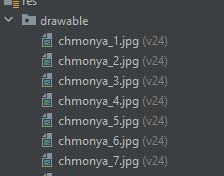 res
drawable
chmonya_1.jpg (v24)
chmonya_2.jpg (v24)
chmonya_3.jpg (v24)
chmonya_4.jpg (v24)
chmonya_5.jpg (v24)
chmonya_6.jpg (v24)
chmonya_7.jpg (v24)